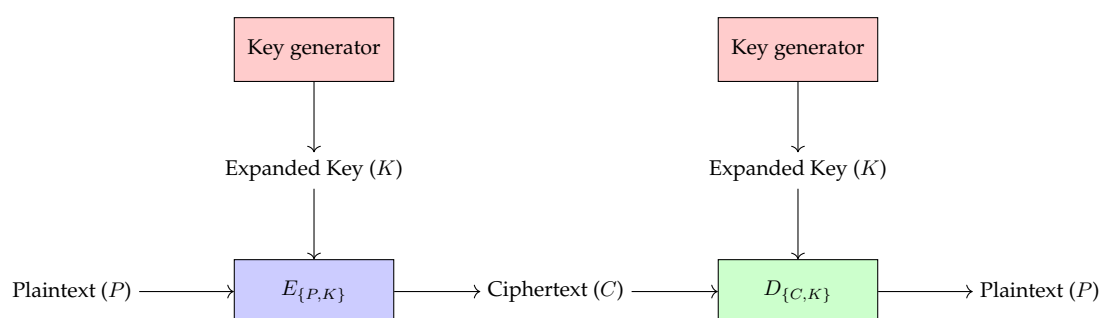 Key generator
Key generator
Expanded Key (K)
Expanded Key (K)
Plaintext (P)
E{P,K}
Ciphertext (C)
D{C,K}
Plaintext (P)